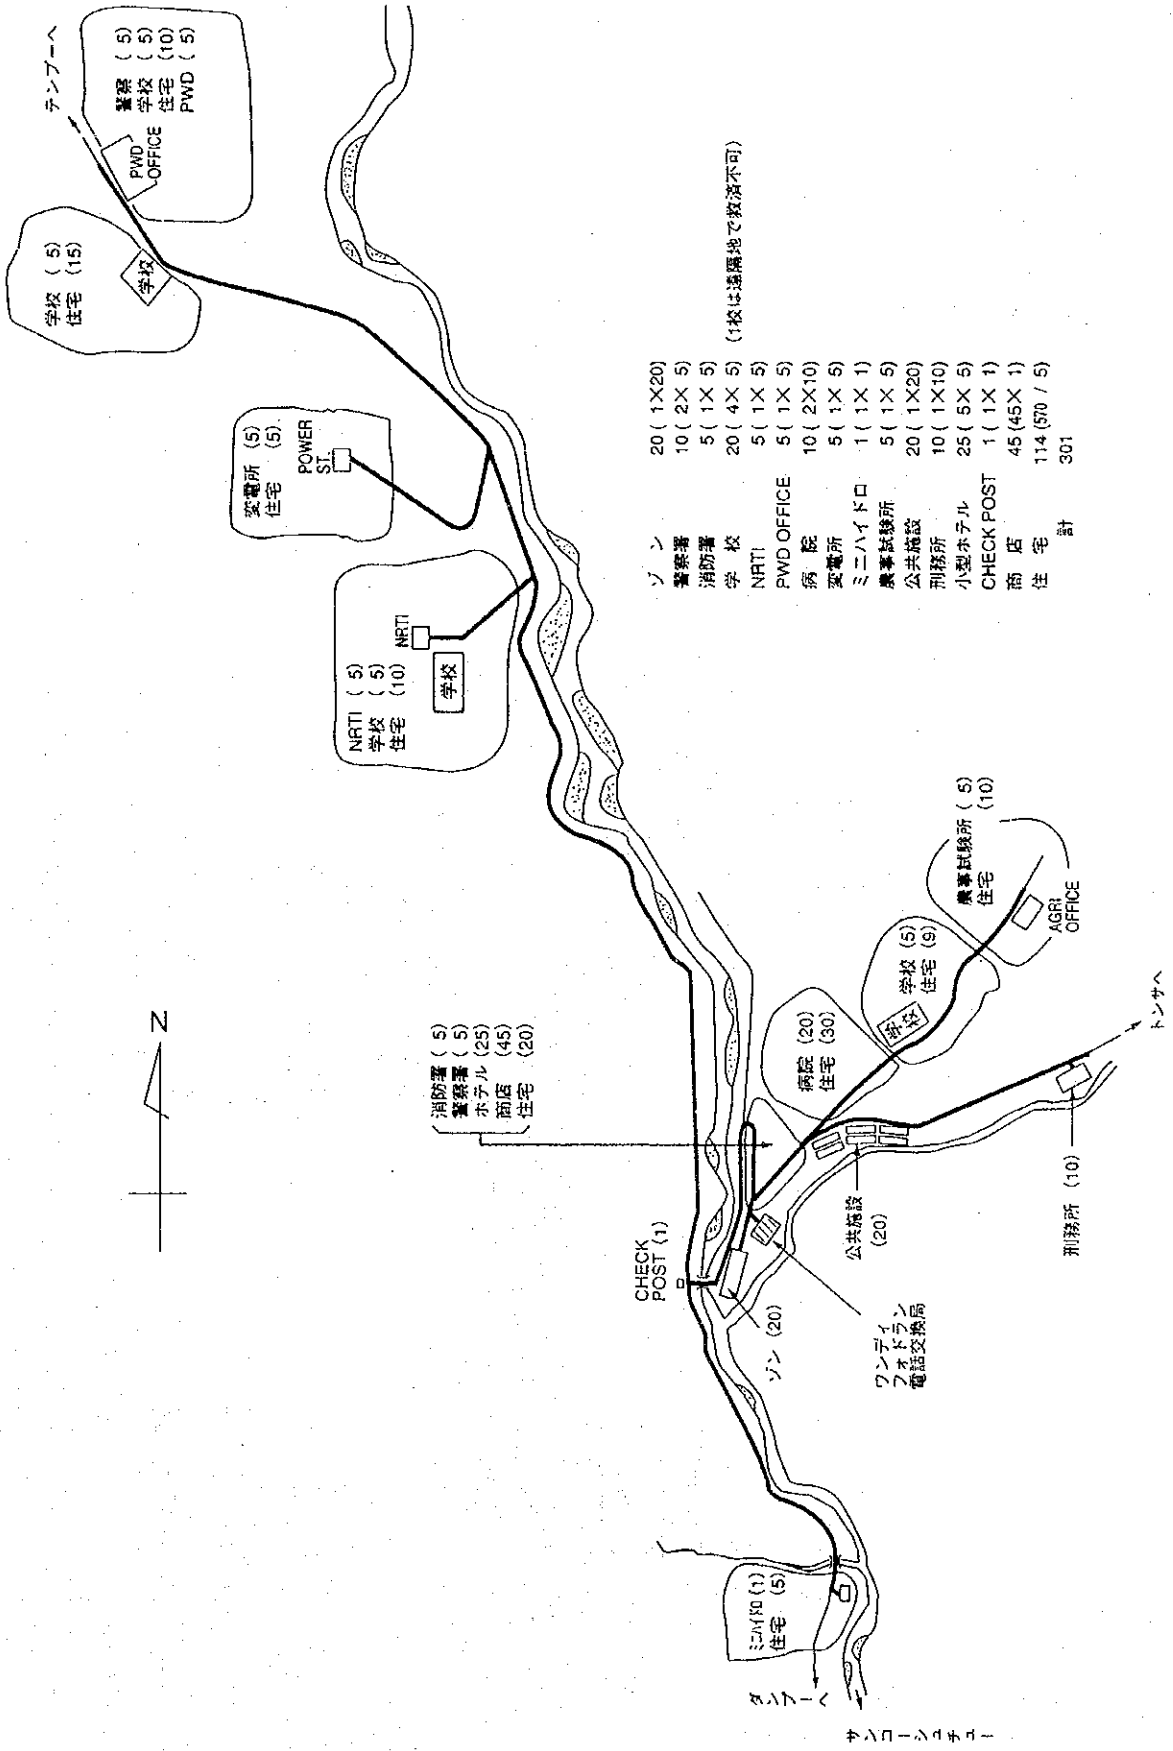 テンプーへ
警察 ( 5)
学校 ( 5)
住宅 (10)
PWD ( 5)
PWD
OFFICE
学校 ( 5)
住宅 (15)
学校
変電所 (5)
住宅 (5)
POWER
ST.
NRTI ( 5)
学校 ( 5)
住宅 (10)
NRTI
学校
N
消防署 ( 5)
警察署 ( 5)
ホテル (25)
商店 (45)
住宅 (20)
CHECK
POST (1)
ゾン (20)
ワンディ
フォドラン
電話交換局
公共施設
(20)
刑務所 (10)
病院 (20)
住宅 (30)
学校 (5)
住宅 (9)
学校
農事試験所 ( 5)
住宅 (10)
AGRI
OFFICE
トンサへ
ミニハイドロ (1)
住宅 (5)
ダンプーへ
サンコーシュチュー
ゾン 20 ( 1×20)
警察署 10 ( 2× 5)
消防署 5 ( 1× 5)
学校 20 ( 4× 5) (1校は遠隔地で救済不可)
NRTI 5 ( 1× 5)
PWD OFFICE 5 ( 1× 5)
病院 10 ( 2×10)
変電所 5 ( 1× 5)
ミニハイドロ 1 ( 1× 1)
農事試験所 5 ( 1× 5)
公共施設 20 ( 1×20)
刑務所 10 ( 1×10)
小型ホテル 25 ( 5× 5)
CHECK POST 1 ( 1× 1)
商店 45 (45× 1)
住宅 114 (570 / 5)
計 301